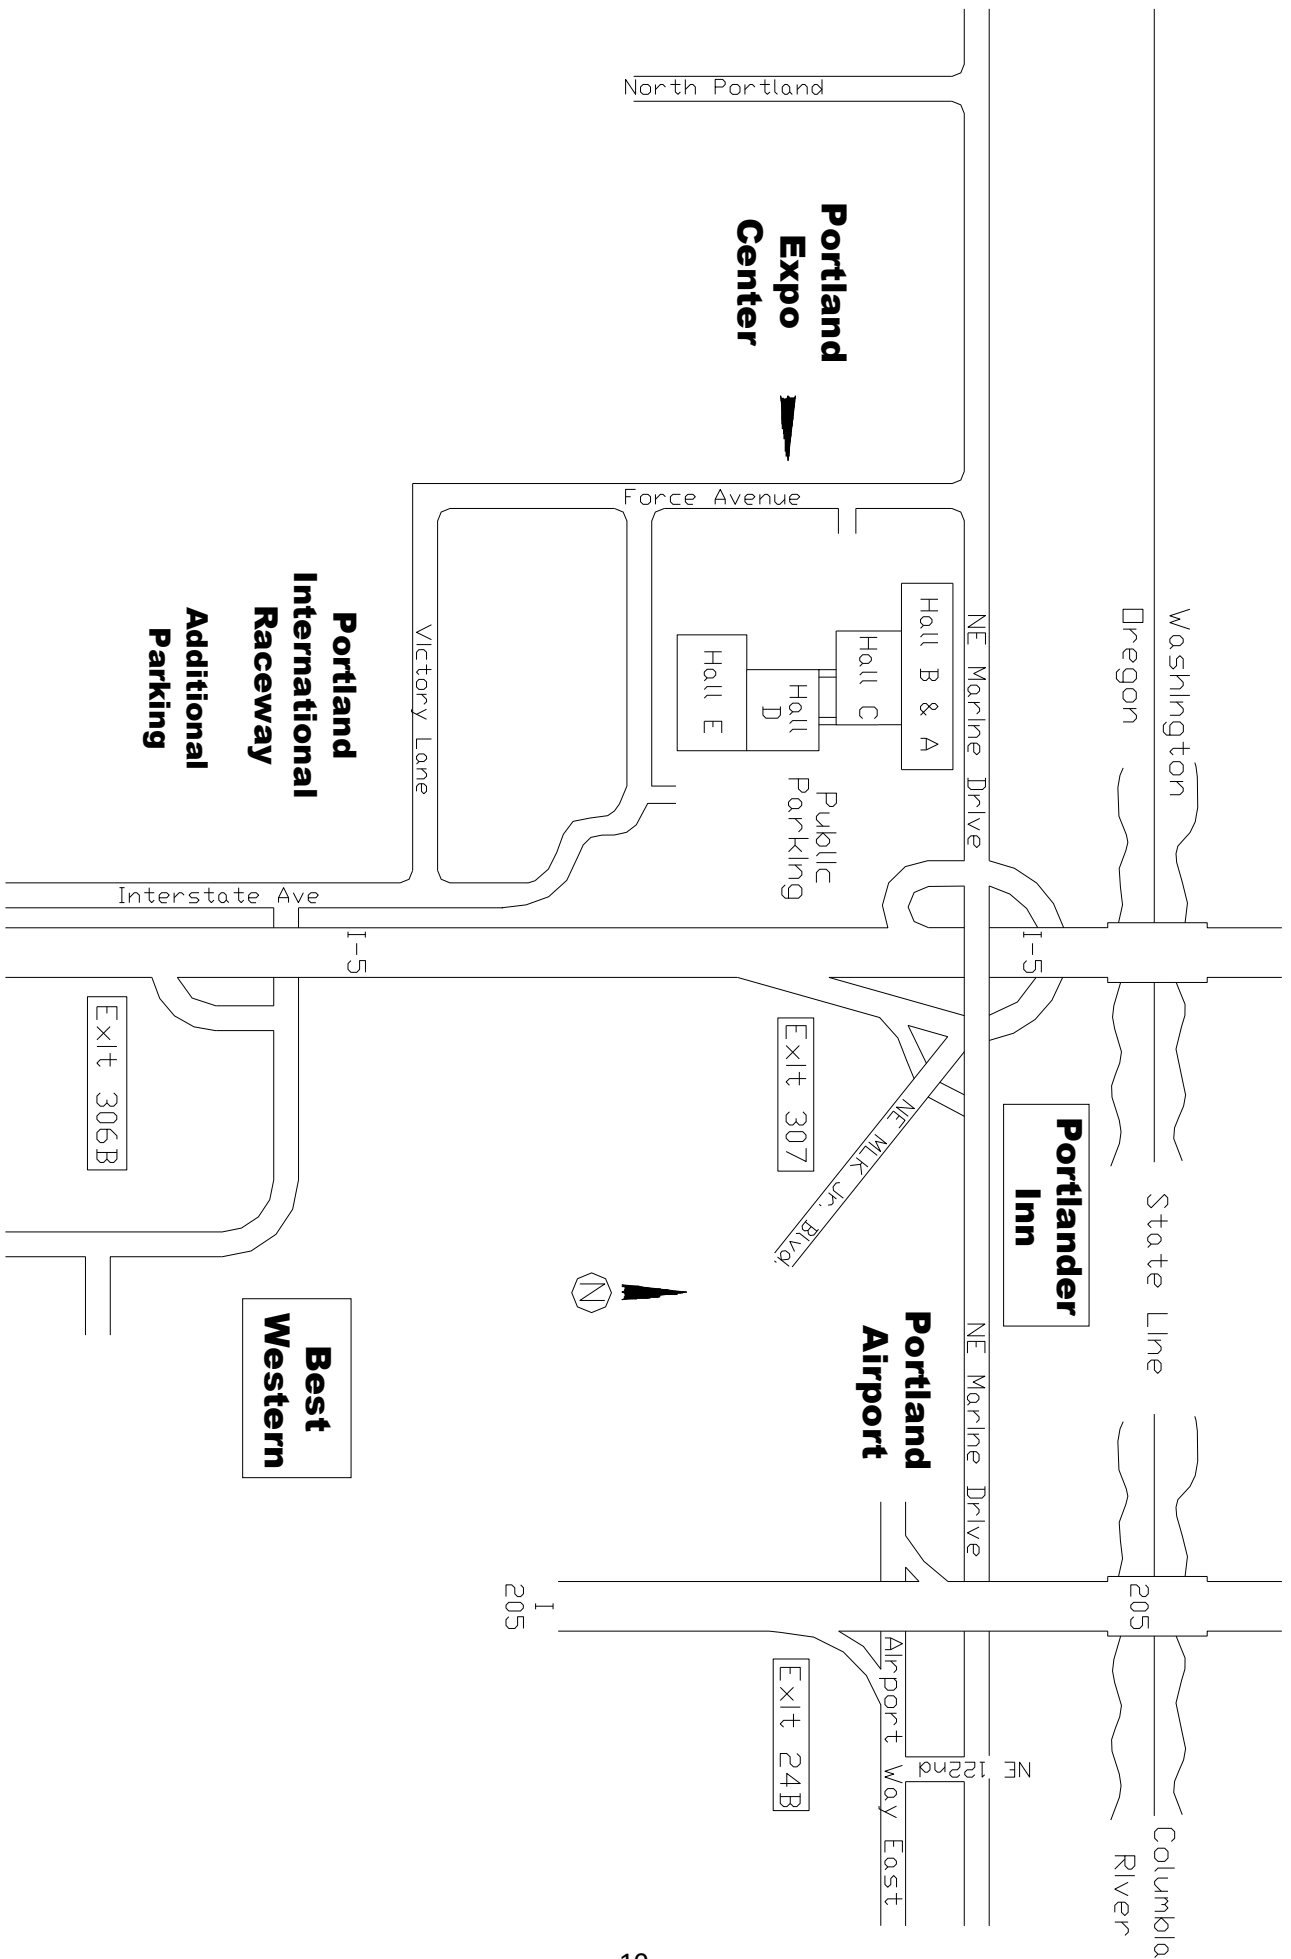 Washington
Oregon
State Line
Columbia
River
205
I-5
NE Marine Drive
NE Marine Drive
North Portland
Portland
Expo
Center
Force Avenue
Hall B & A
Hall C
Hall
D
Hall E
Public
Parking
Portlander
Inn
NE MLK Jr. Blvd.
Exit 307
Portland
Airport
NE 122nd
Airport Way East
Exit 24B
I
205
N
Victory Lane
Portland
International
Raceway
Additional
Parking
Interstate Ave
I-5
Exit 306B
Best
Western
10